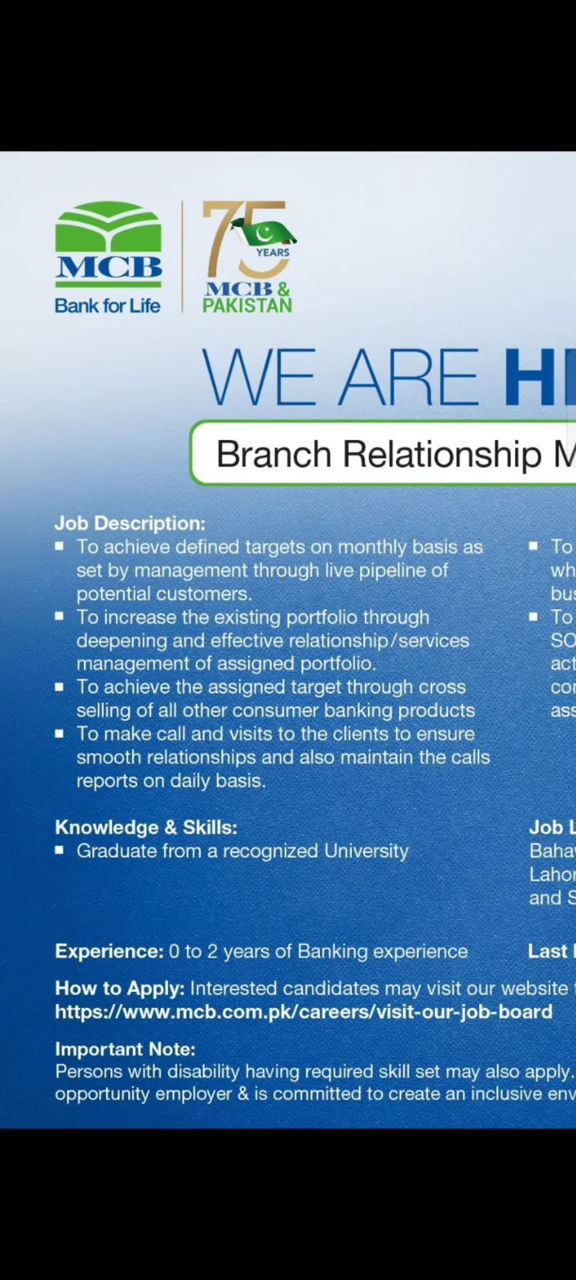 MCB
Bank for Life
75
YEARS
MCB &
PAKISTAN
WE ARE
Branch Relationship
Job Description:
▪ To achieve defined targets on monthly basis as
set by management through live pipeline of
potential customers.
▪ To increase the existing portfolio through
deepening and effective relationship/services
management of assigned portfolio.
▪ To achieve the assigned target through cross
selling of all other consumer banking products
▪ To make call and visits to the clients to ensure
smooth relationships and also maintain the calls
reports on daily basis.
▪ To
▪ To
Knowledge & Skills:
▪ Graduate from a recognized University
Job
and
Experience: 0 to 2 years of Banking experience
Last
How to Apply: Interested candidates may visit our website
https://www.mcb.com.pk/careers/visit-our-job-board
Important Note:
Persons with disability having required skill set may also apply.
opportunity employer & is committed to create an inclusive